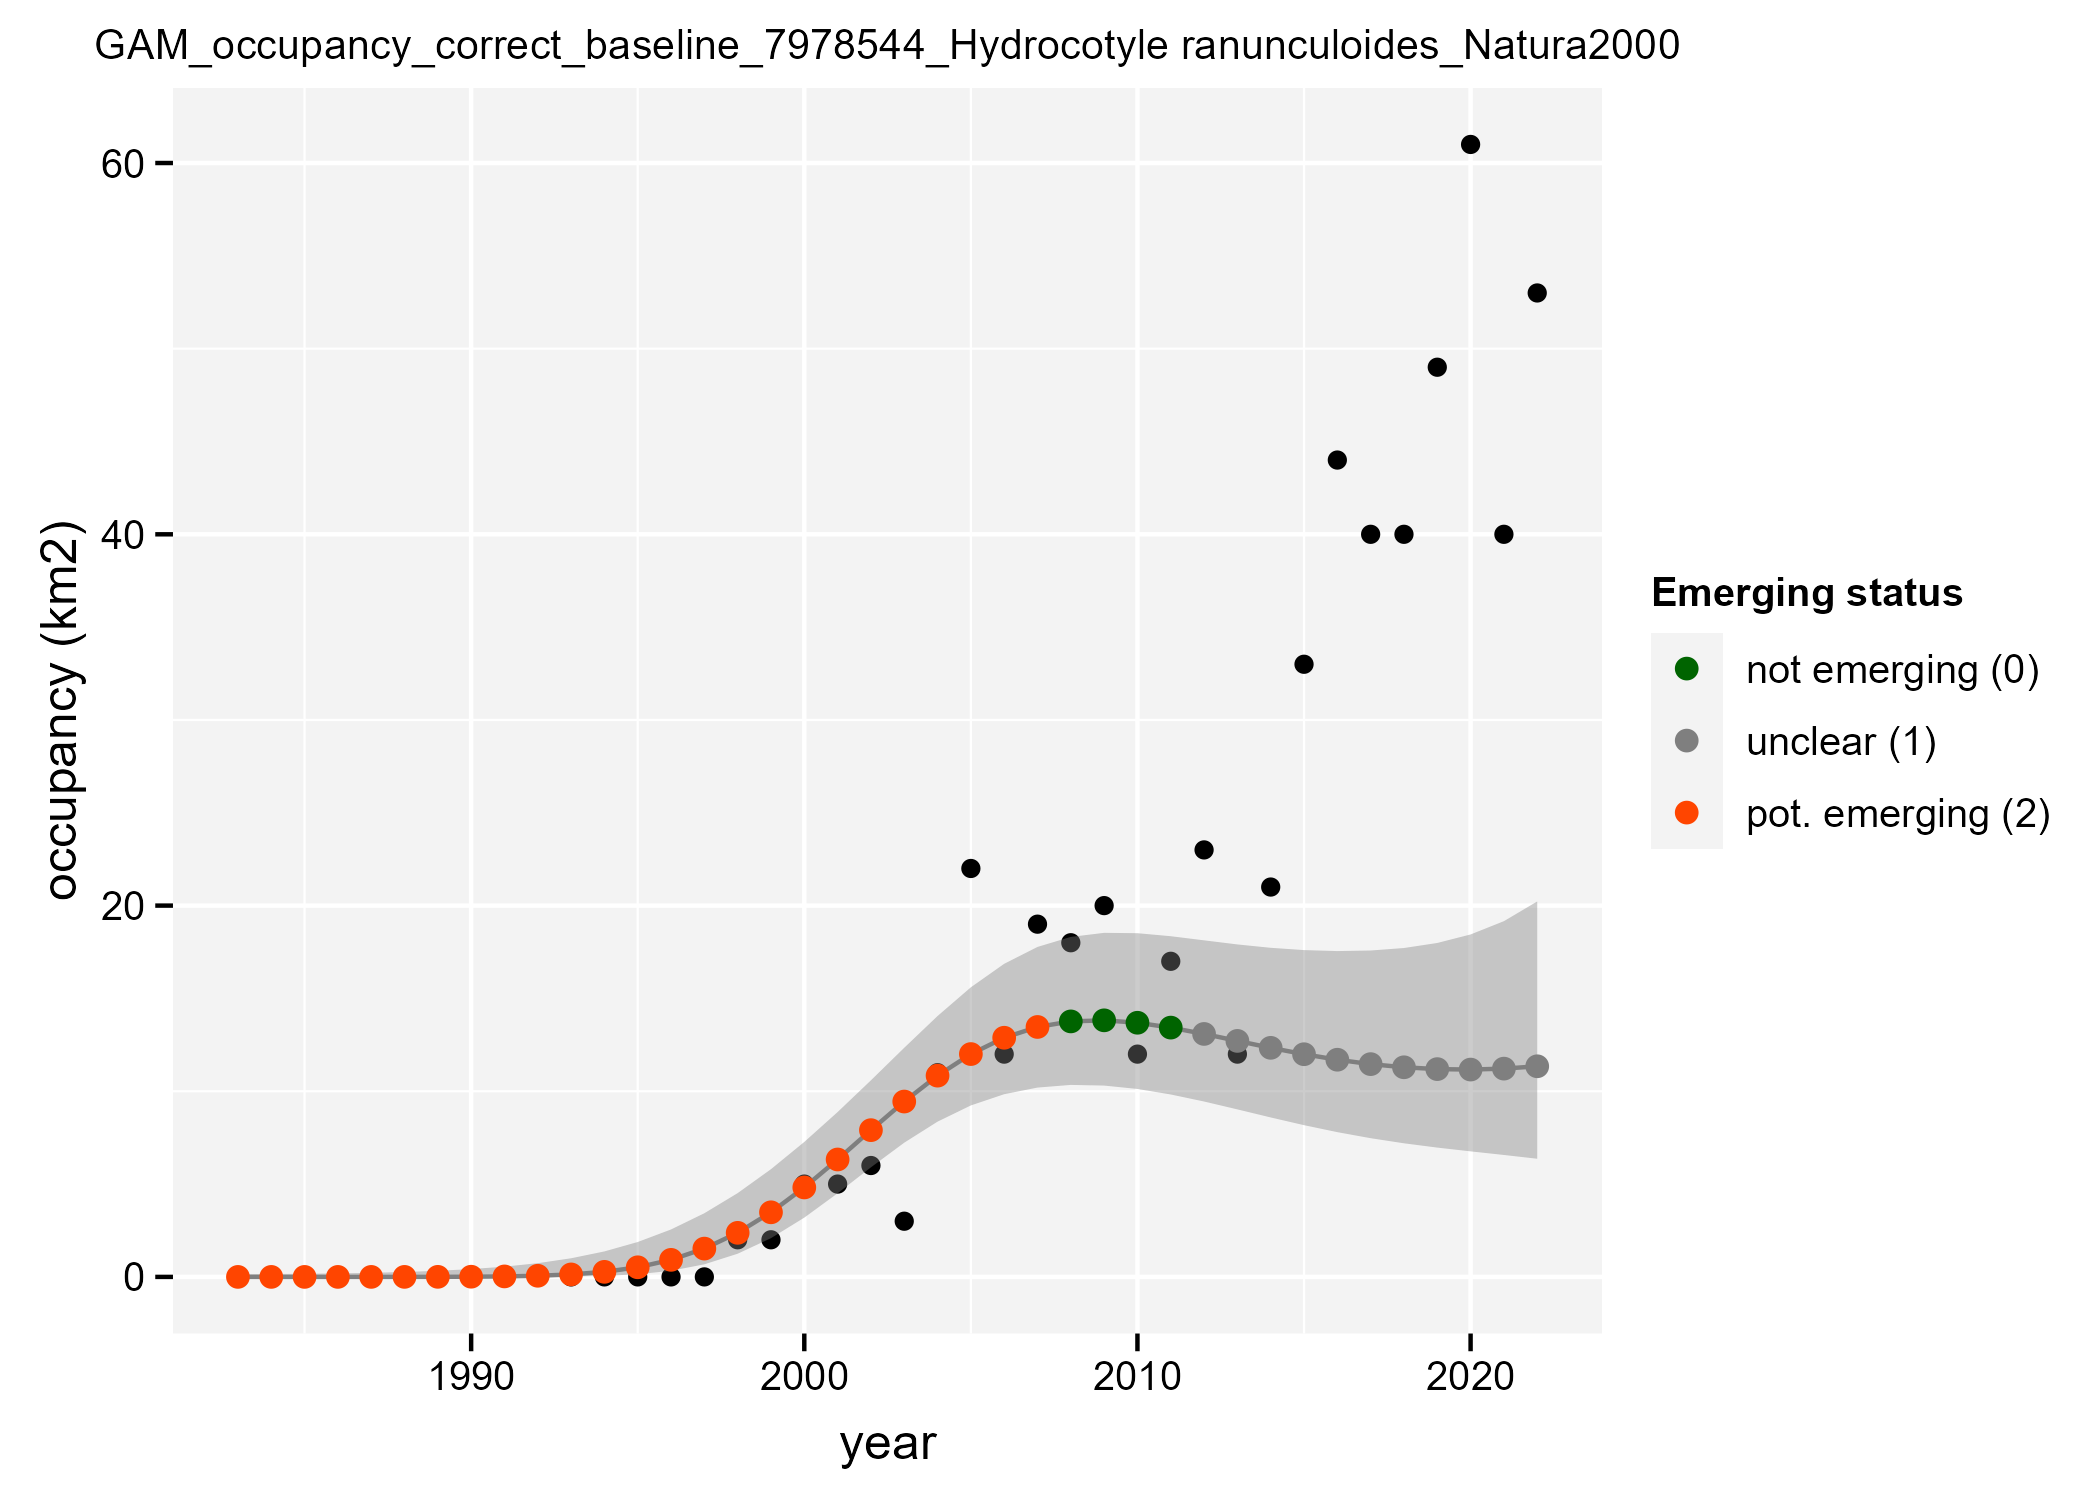 GAM_occupancy_correct_baseline_7978544_Hydrocotyle ranunculoides_Natura2000
60
40
20
0
occupancy (km2)
1990 2000 2010 2020
year
Emerging status
not emerging (0)
unclear (1)
pot. emerging (2)